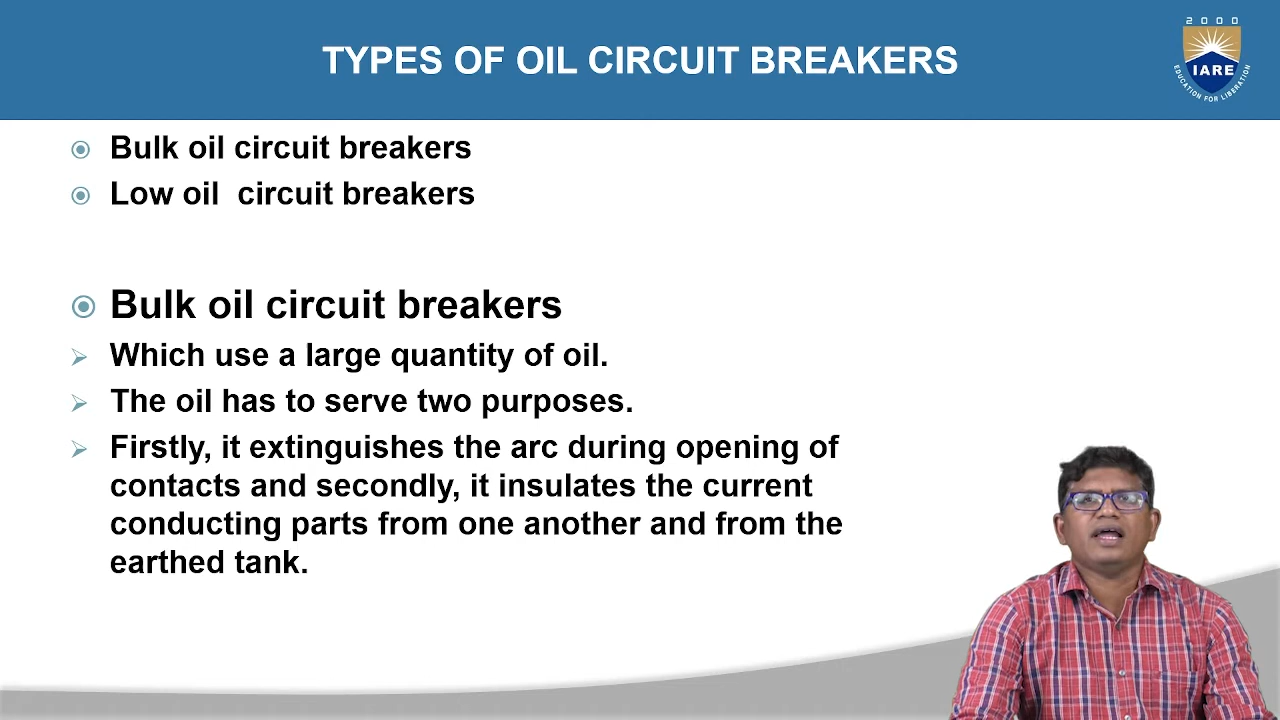 TYPES OF OIL CIRCUIT BREAKERS
2000
IARE
EDUCATION FOR LIBERATION
Bulk oil circuit breakers
Low oil circuit breakers
Bulk oil circuit breakers
Which use a large quantity of oil.
The oil has to serve two purposes.
Firstly, it extinguishes the arc during opening of
contacts and secondly, it insulates the current
conducting parts from one another and from the
earthed tank.